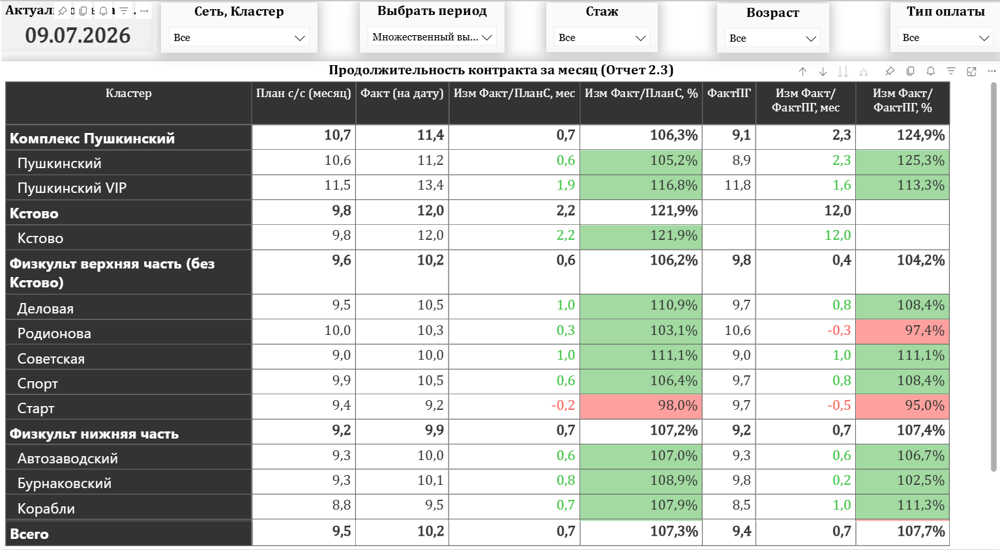 Сеть, Кластер
Выбрать период
Стаж
Возраст
Тип оплаты
09.07.2026
Все
Множественный вы...
Все
Все
Все
Продолжительность контракта за месяц (Отчет 2.3)
Кластер План с/с (месяц) Факт (на дату) Изм Факт/ПланС, мес Изм Факт/ПланС, % ФактПГ Изм Факт/ Изм Факт/
ФактПГ, мес ФактПГ, %
Комплекс Пушкинский 10,7 11,4 0,7 106,3% 9,1 2,3 124,9%
Пушкинский 10,6 11,2 0,6 105,2% 8,9 2,3 125,3%
Пушкинский VIP 11,5 13,4 1,9 116,8% 11,8 1,6 113,3%
Кстово 9,8 12,0 2,2 121,9% 12,0
Кстово 9,8 12,0 2,2 121,9% 12,0
Физкульт верхняя часть (без 9,6 10,2 0,6 106,2% 9,8 0,4 104,2%
Кстово)
Деловая 9,5 10,5 1,0 110,9% 9,7 0,8 108,4%
Родионова 10,0 10,3 0,3 103,1% 10,6 -0,3 97,4%
Советская 9,0 10,0 1,0 111,1% 9,0 1,0 111,1%
Спорт 9,9 10,5 0,6 106,4% 9,7 0,8 108,4%
Старт 9,4 9,2 -0,2 98,0% 9,7 -0,5 95,0%
Физкульт нижняя часть 9,2 9,9 0,7 107,2% 9,2 0,7 107,4%
Автозаводский 9,3 10,0 0,6 107,0% 9,3 0,6 106,7%
Бурнаковский 9,3 10,1 0,8 108,9% 9,8 0,2 102,5%
Корабли 8,8 9,5 0,7 107,9% 8,5 1,0 111,3%
Всего 9,5 10,2 0,7 107,3% 9,4 0,7 107,7%